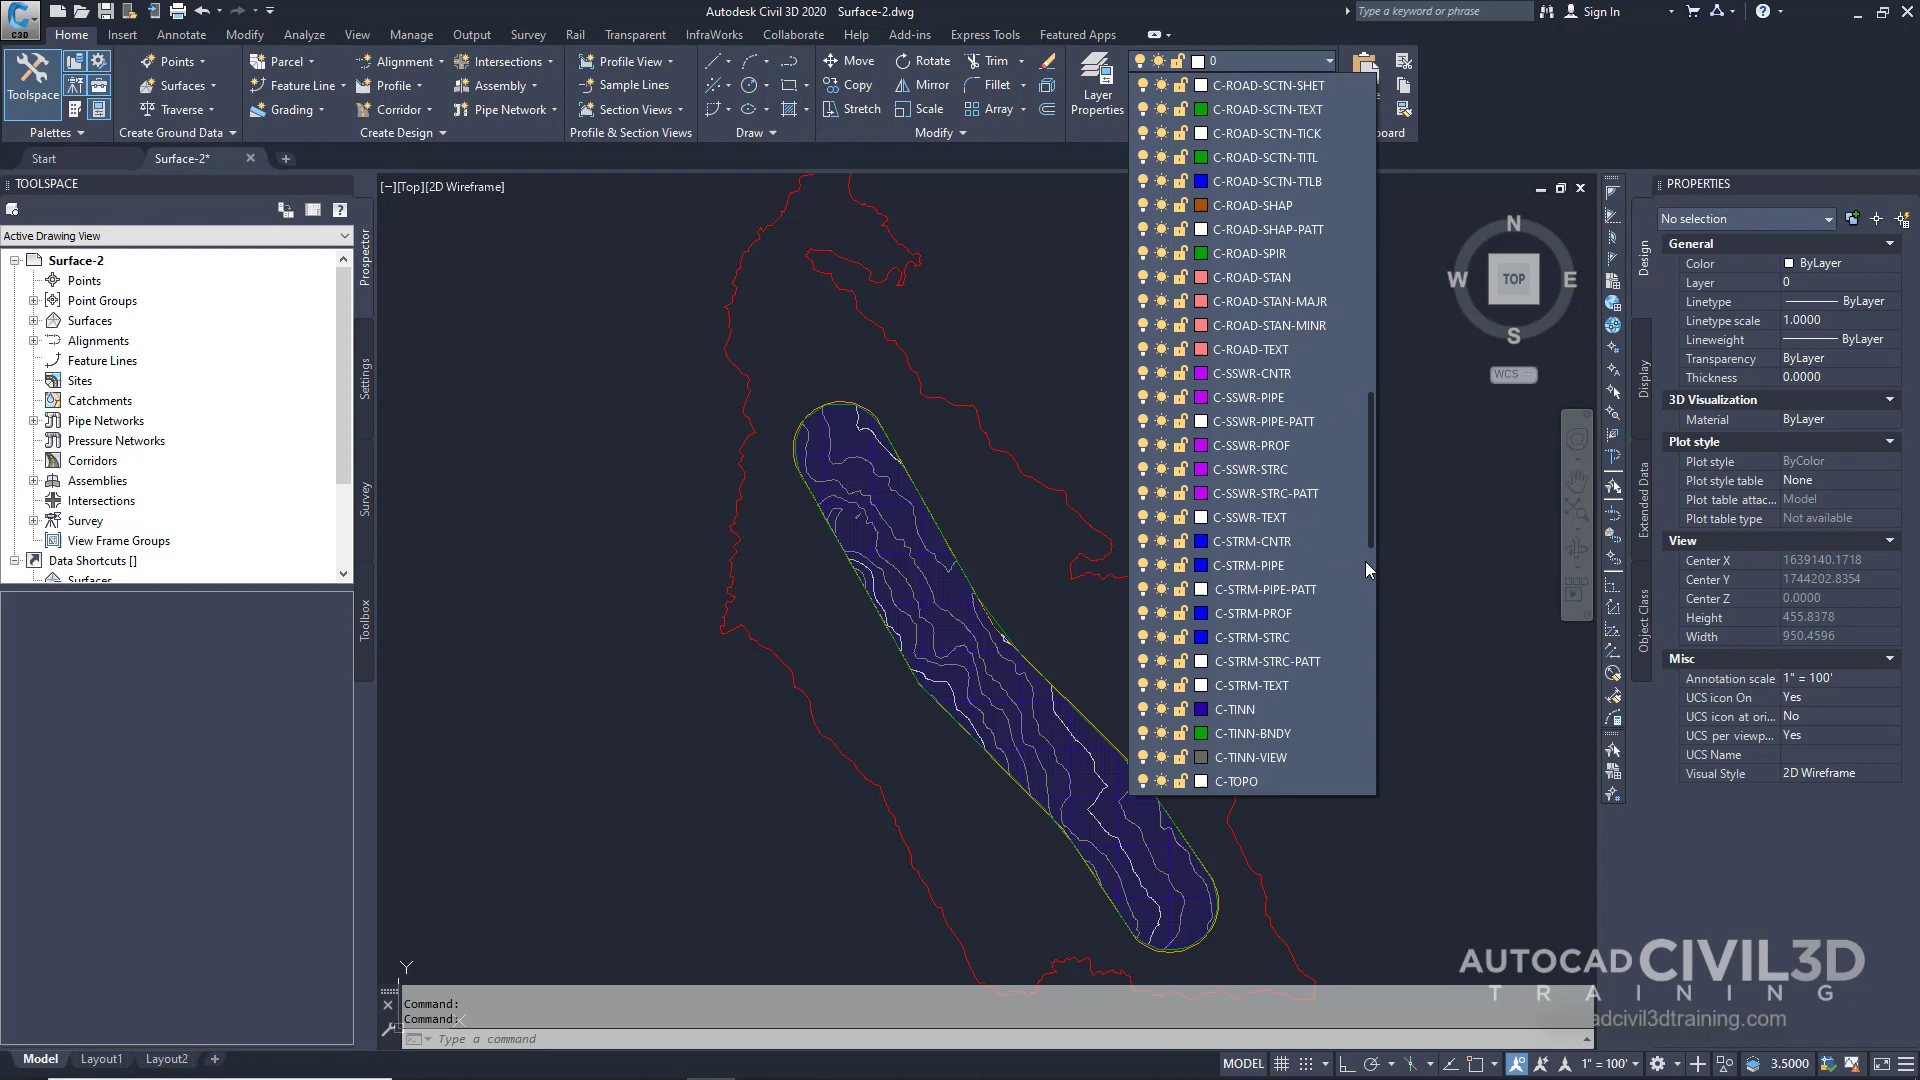 C3D
Autodesk Civil 3D 2020 Surface-2.dwg
Type a keyword or phrase
Sign In
Home Insert Annotate Modify Analyze View Manage Output Survey Rail Transparent InfraWorks Collaborate Help Add-ins Express Tools Featured Apps
Toolspace
Palettes
Points
Surfaces
Traverse
Create Ground Data
Parcel
Feature Line
Grading
Alignment
Profile
Corridor
Intersections
Assembly
Pipe Network
Create Design
Profile View
Sample Lines
Section Views
Profile & Section Views
Draw
Move
Copy
Stretch
Rotate
Mirror
Scale
Trim
Fillet
Array
Modify
Layer
Properties
0
Start
Surface-2*
TOOLSPACE
Active Drawing View
Surface-2
Points
Point Groups
Surfaces
Alignments
Feature Lines
Sites
Catchments
Pipe Networks
Pressure Networks
Corridors
Assemblies
Intersections
Survey
View Frame Groups
Data Shortcuts []
Surfaces
Prospector
Settings
Survey
Toolbox
[−][Top][2D Wireframe]
C-ROAD-SCTN-SHET
C-ROAD-SCTN-TEXT
C-ROAD-SCTN-TICK
C-ROAD-SCTN-TITL
C-ROAD-SCTN-TTLB
C-ROAD-SHAP
C-ROAD-SHAP-PATT
C-ROAD-SPIR
C-ROAD-STAN
C-ROAD-STAN-MAJR
C-ROAD-STAN-MINR
C-ROAD-TEXT
C-SSWR-CNTR
C-SSWR-PIPE
C-SSWR-PIPE-PATT
C-SSWR-PROF
C-SSWR-STRC
C-SSWR-STRC-PATT
C-SSWR-TEXT
C-STRM-CNTR
C-STRM-PIPE
C-STRM-PIPE-PATT
C-STRM-PROF
C-STRM-STRC
C-STRM-STRC-PATT
C-STRM-TEXT
C-TINN
C-TINN-BNDY
C-TINN-VIEW
C-TOPO
N
W TOP E
S
WCS
PROPERTIES
No selection
Design
Display
Extended Data
Object Class
General
Color ByLayer
Layer 0
Linetype ByLayer
Linetype scale 1.0000
Lineweight ByLayer
Transparency ByLayer
Thickness 0.0000
3D Visualization
Material ByLayer
Plot style
Plot style ByColor
Plot style table None
Plot table attac... Model
Plot table type Not available
View
Center X 1639140.1718
Center Y 1744202.8354
Center Z 0.0000
Height 455.8378
Width 950.4596
Misc
Annotation scale 1" = 100'
UCS icon On Yes
UCS icon at ori... No
UCS per viewp... Yes
UCS Name
Visual Style 2D Wireframe
Y
X
Command:
Command:
Type a command
AUTOCAD CIVIL3D
TRAINING
adcivil3dtraining.com
Model Layout1 Layout2
MODEL 1" = 100' 3.5000